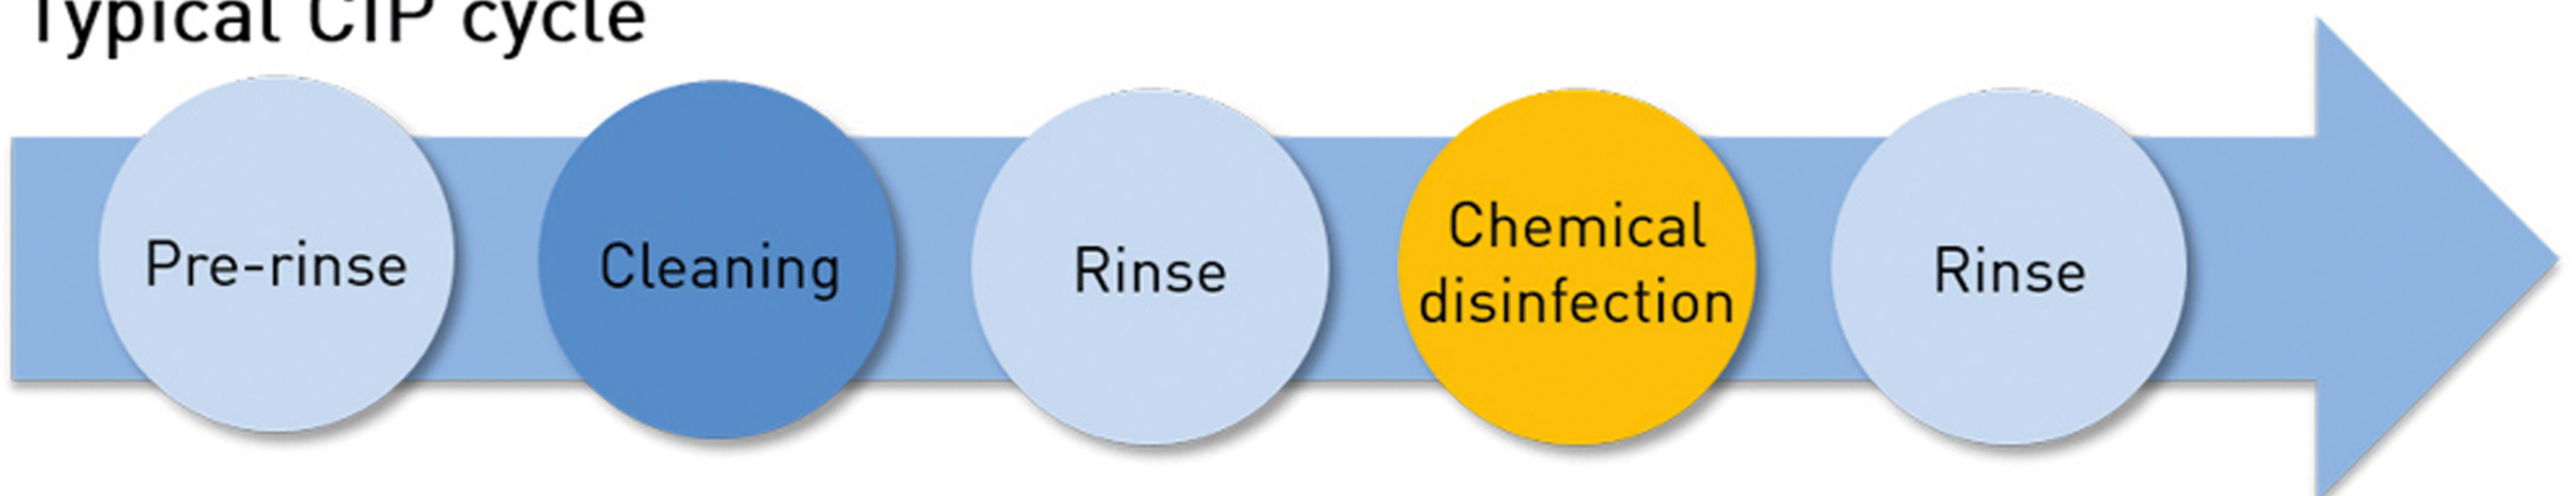 Typical CIP cycle
Pre-rinse
Cleaning
Rinse
Chemical
disinfection
Rinse